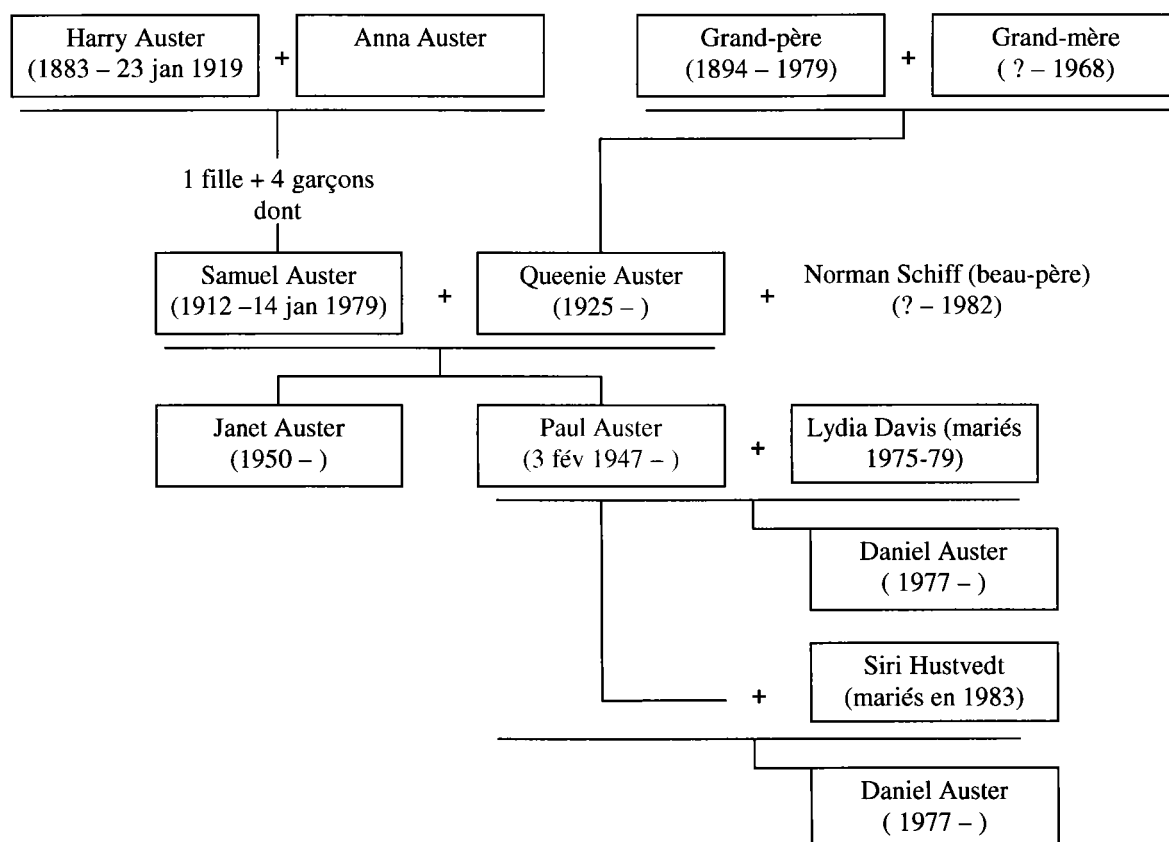 Harry Auster
(1883 – 23 jan 1919
+
Anna Auster
Grand-père
(1894 – 1979)
+
Grand-mère
( ? – 1968)
1 fille + 4 garçons
dont
Samuel Auster
(1912 –14 jan 1979)
+
Queenie Auster
(1925 – )
+
Norman Schiff (beau-père)
(? – 1982)
Janet Auster
(1950 – )
Paul Auster
(3 fév 1947 – )
+
Lydia Davis (mariés
1975-79)
Daniel Auster
( 1977 – )
+
Siri Hustvedt
(mariés en 1983)
Daniel Auster
( 1977 – )